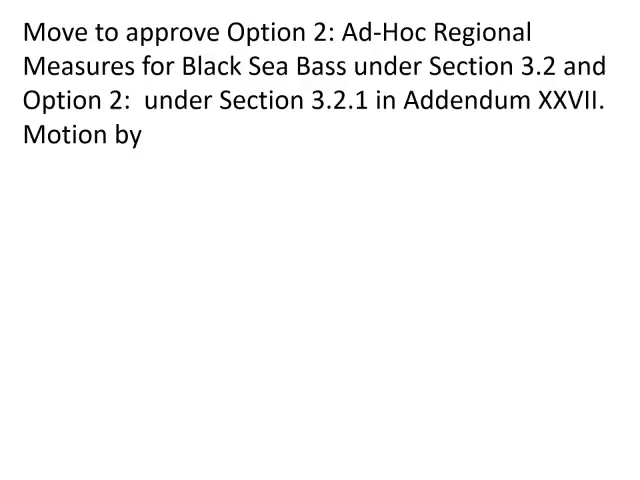 Move to approve Option 2: Ad-Hoc Regional
Measures for Black Sea Bass under Section 3.2 and
Option 2:  under Section 3.2.1 in Addendum XXVII.
Motion by